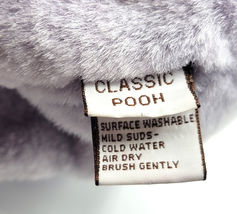 CLASSIC
POOH
SURFACE WASHABLE
MILD SUDS-
COLD WATER
AIR DRY
BRUSH GENTLY